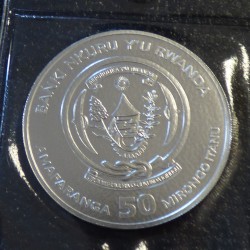 BANKI NKURU Y'U RWANDA
AMAFARANGA 50 MIRONGO ITANU